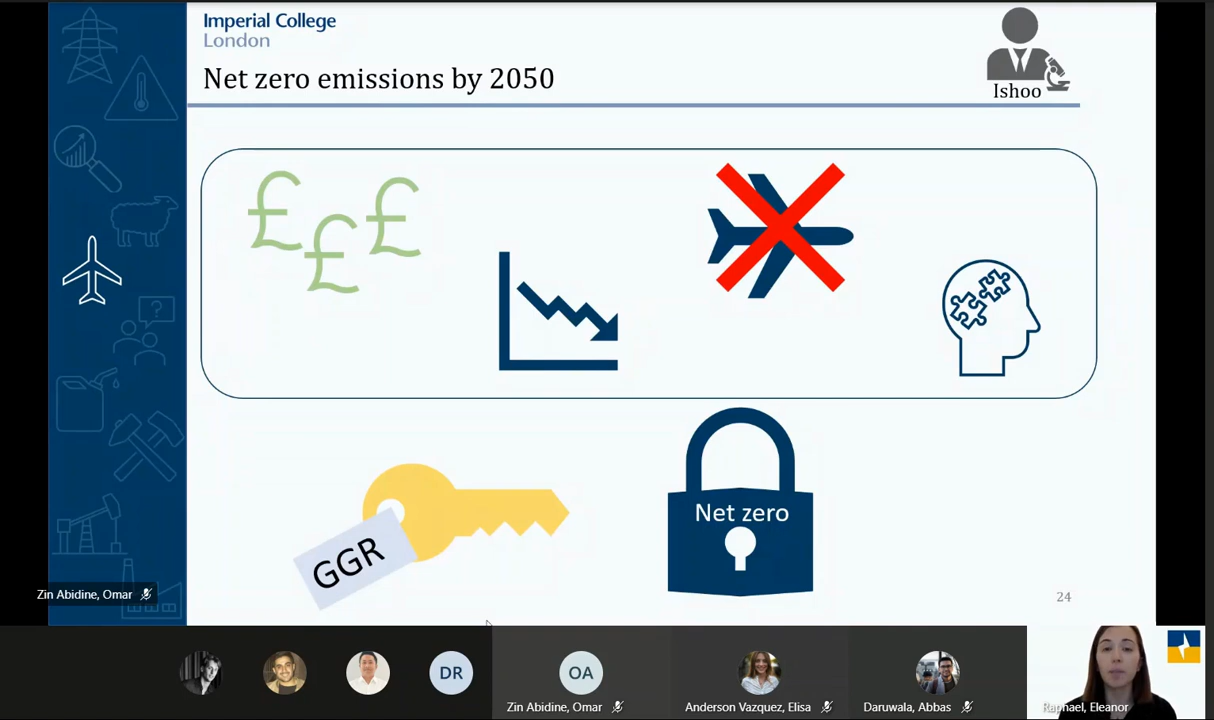 Imperial College
London
Net zero emissions by 2050
Ishoo
£ £ £
?
GGR
Net zero
24
Zin Abidine, Omar
DR
OA
Zin Abidine, Omar
Anderson Vazquez, Elisa
Daruwala, Abbas
Raphael, Eleanor